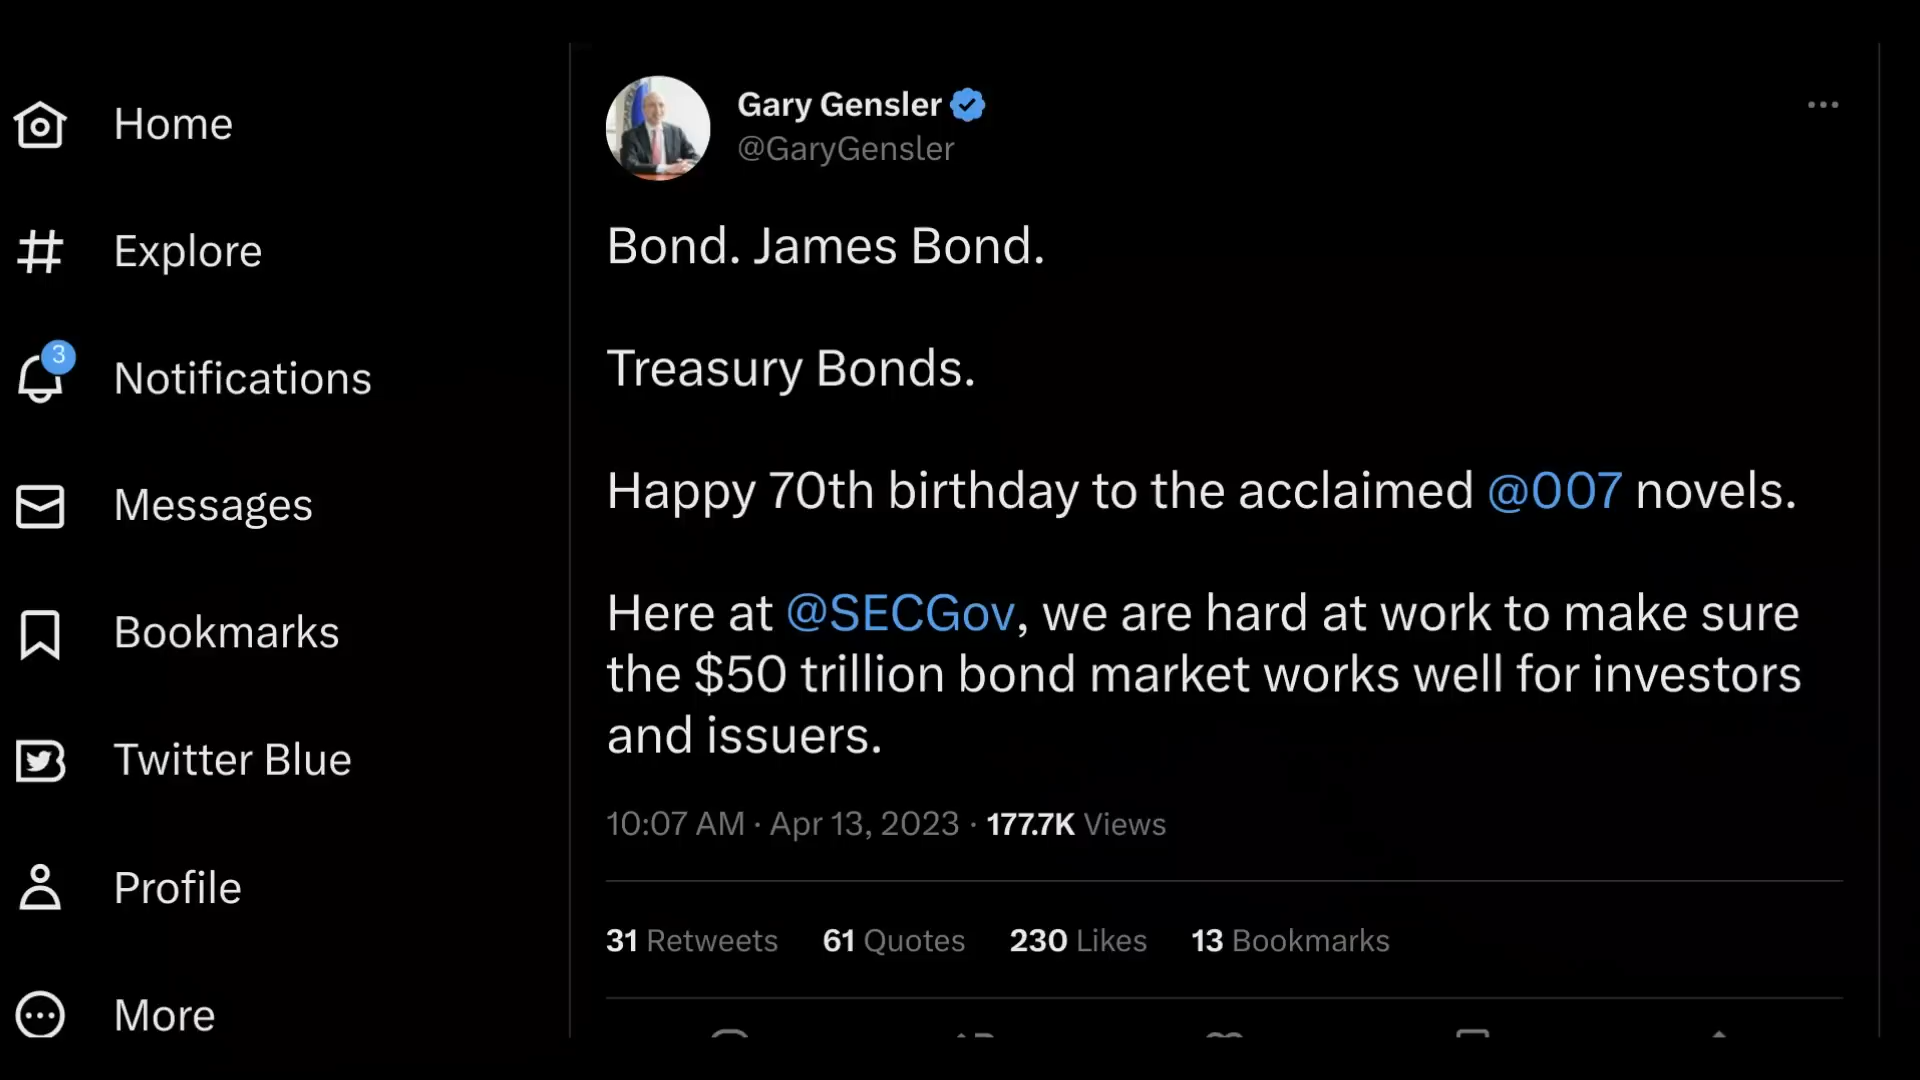 Home
Explore
3
Notifications
Messages
Bookmarks
Twitter Blue
Profile
More
Gary Gensler
@GaryGensler
Bond. James Bond.
Treasury Bonds.
Happy 70th birthday to the acclaimed @007 novels.
Here at @SECGov, we are hard at work to make sure
the $50 trillion bond market works well for investors
and issuers.
10:07 AM · Apr 13, 2023 · 177.7K Views
31 Retweets 61 Quotes 230 Likes 13 Bookmarks